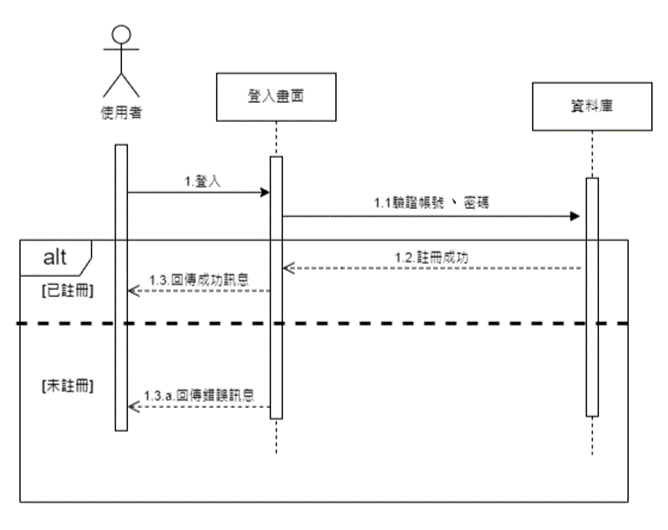 使用者
登入畫面
資料庫
1.登入
1.1驗證帳號、密碼
alt
1.2.註冊成功
[已註冊]
1.3.回傳成功訊息
[未註冊]
1.3.a.回傳錯誤訊息